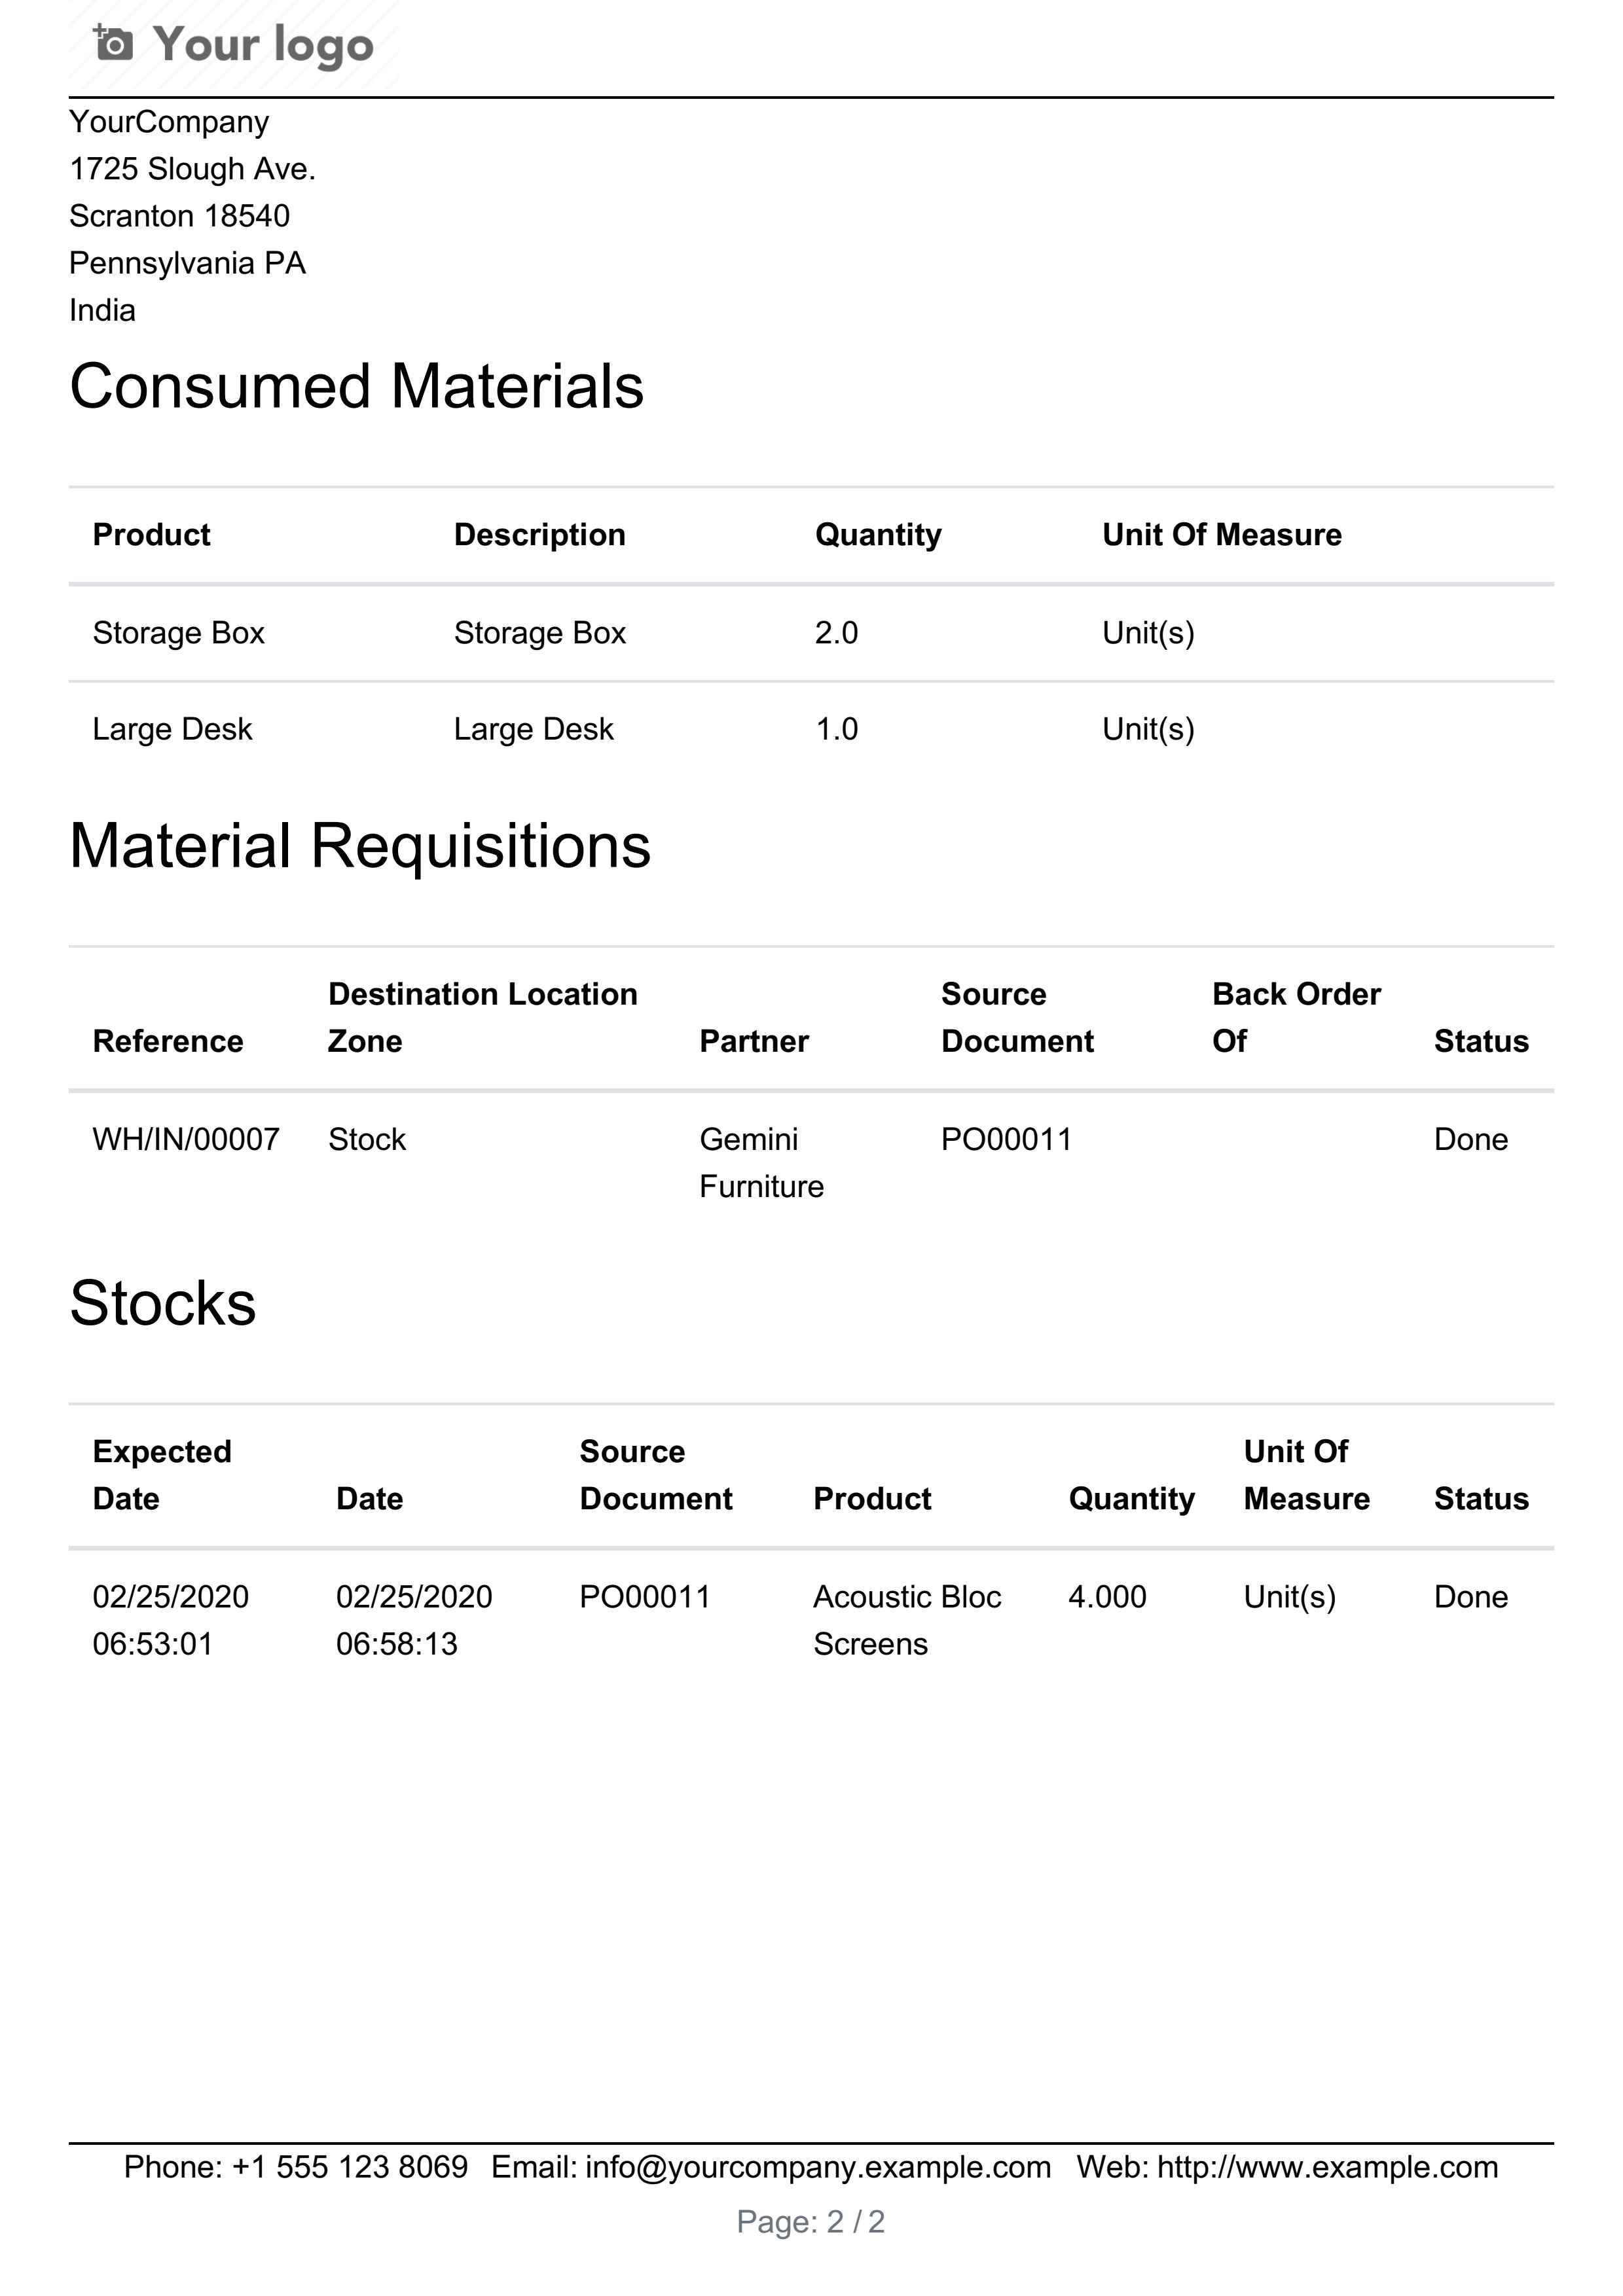 Your logo
YourCompany
1725 Slough Ave.
Scranton 18540
Pennsylvania PA
India
Consumed Materials
Product Description Quantity Unit Of Measure
Storage Box Storage Box 2.0 Unit(s)
Large Desk Large Desk 1.0 Unit(s)
Material Requisitions
Destination Location Source Back Order
Reference Zone Partner Document Of Status
WH/IN/00007 Stock Gemini PO00011 Done
Furniture
Stocks
Expected Source Unit Of
Date Date Document Product Quantity Measure Status
02/25/2020 02/25/2020 PO00011 Acoustic Bloc 4.000 Unit(s) Done
06:53:01 06:58:13 Screens
Phone: +1 555 123 8069 Email: info@yourcompany.example.com Web: http://www.example.com
Page: 2 / 2